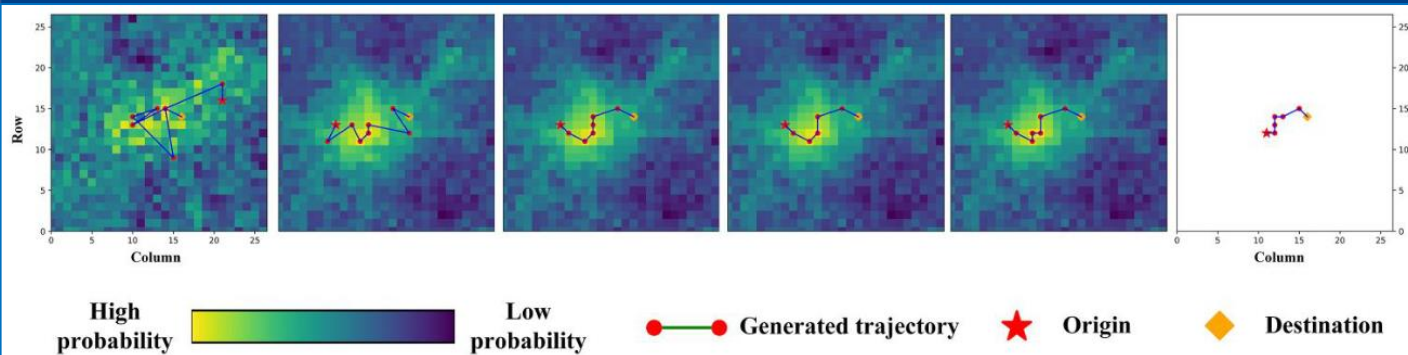 25
20
Row 15
10
5
0
0 5 10 15 20 25
Column
25
20
15
10
5
0
0 5 10 15 20 25
Column
High probability
Low probability
Generated trajectory
Origin
Destination